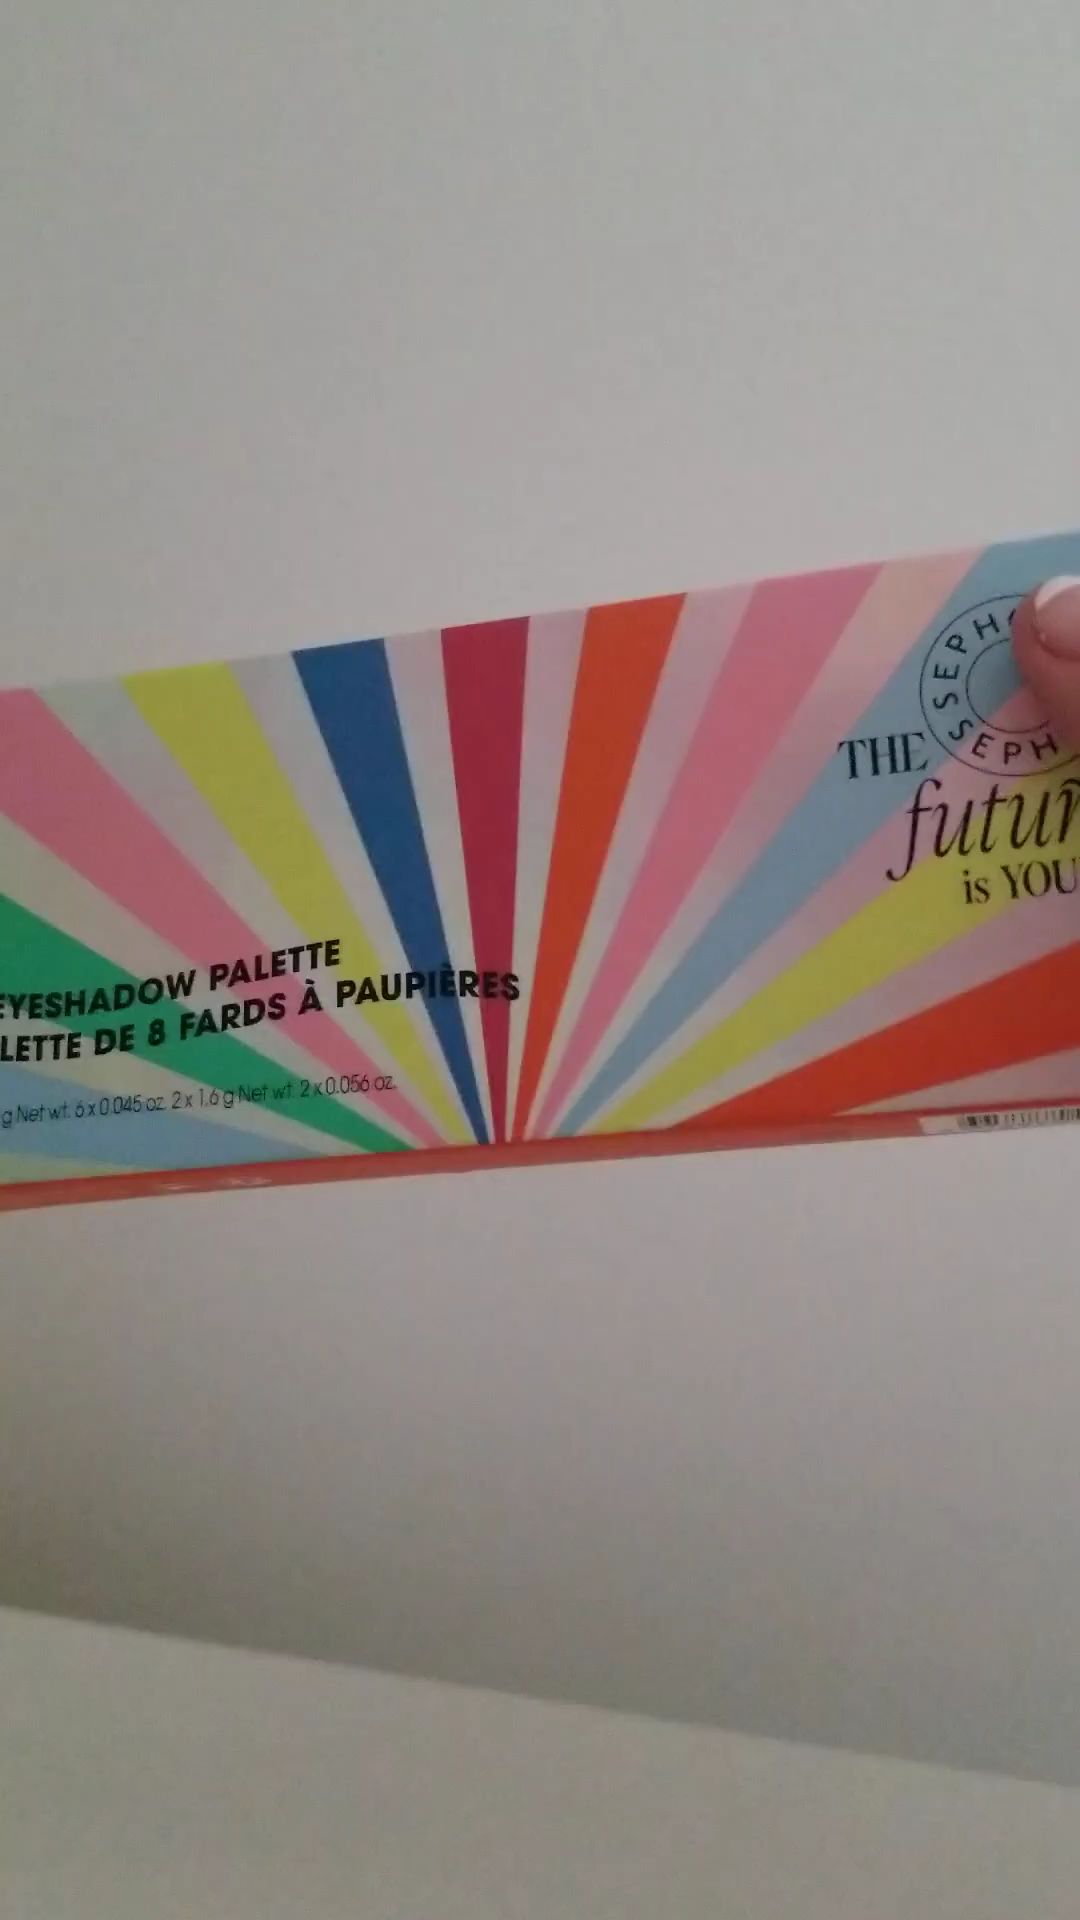 EYESHADOW PALETTE
LETTE DE 8 FARDS À PAUPIÈRES
g Net wt. 6 x 0.045 oz. 2 x 1,6 g Net wt. 2 x 0.056 oz.
SEPHO
SEPH
THE
futur
is YOU